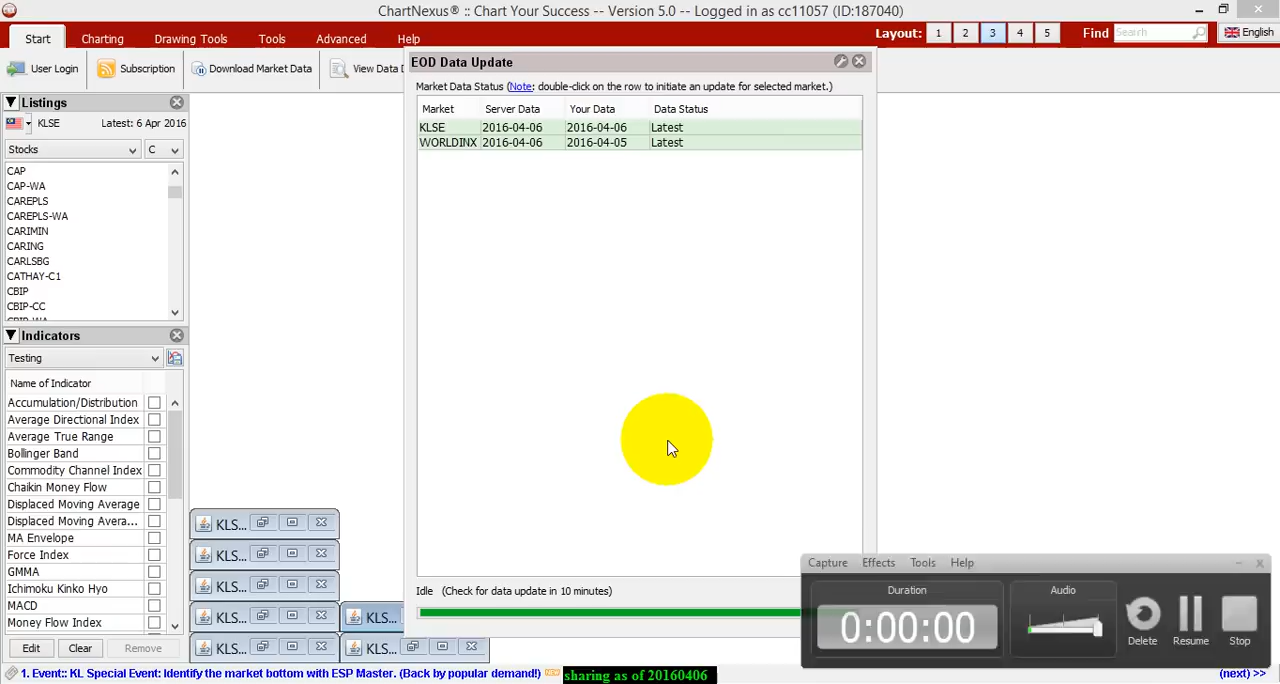 ChartNexus® :: Chart Your Success -- Version 5.0 -- Logged in as cc11057 (ID:187040)
Start Charting Drawing Tools Tools Advanced Help Layout: 1 2 3 4 5 Find Search English
User Login Subscription Download Market Data View Data
EOD Data Update
Market Data Status (Note: double-click on the row to initiate an update for selected market.)
Market Server Data Your Data Data Status
KLSE 2016-04-06 2016-04-06 Latest
WORLDINX 2016-04-06 2016-04-05 Latest
Idle (Check for data update in 10 minutes)
Listings
KLSE Latest: 6 Apr 2016
Stocks C
CAP
CAP-WA
CAREPLS
CAREPLS-WA
CARIMIN
CARING
CARLSBG
CATHAY-C1
CBIP
CBIP-CC
Indicators
Testing
Name of Indicator
Accumulation/Distribution
Average Directional Index
Average True Range
Bollinger Band
Commodity Channel Index
Chaikin Money Flow
Displaced Moving Average
Displaced Moving Avera...
MA Envelope
Force Index
GMMA
Ichimoku Kinko Hyo
MACD
Money Flow Index
Edit Clear Remove
KLS...
KLS...
KLS...
KLS... KLS...
KLS... KLS...
Capture Effects Tools Help
Duration Audio
0:00:00
Delete Resume Stop
1. Event:: KL Special Event: Identify the market bottom with ESP Master. (Back by popular demand!) NEW sharing as of 20160406 (next) >>